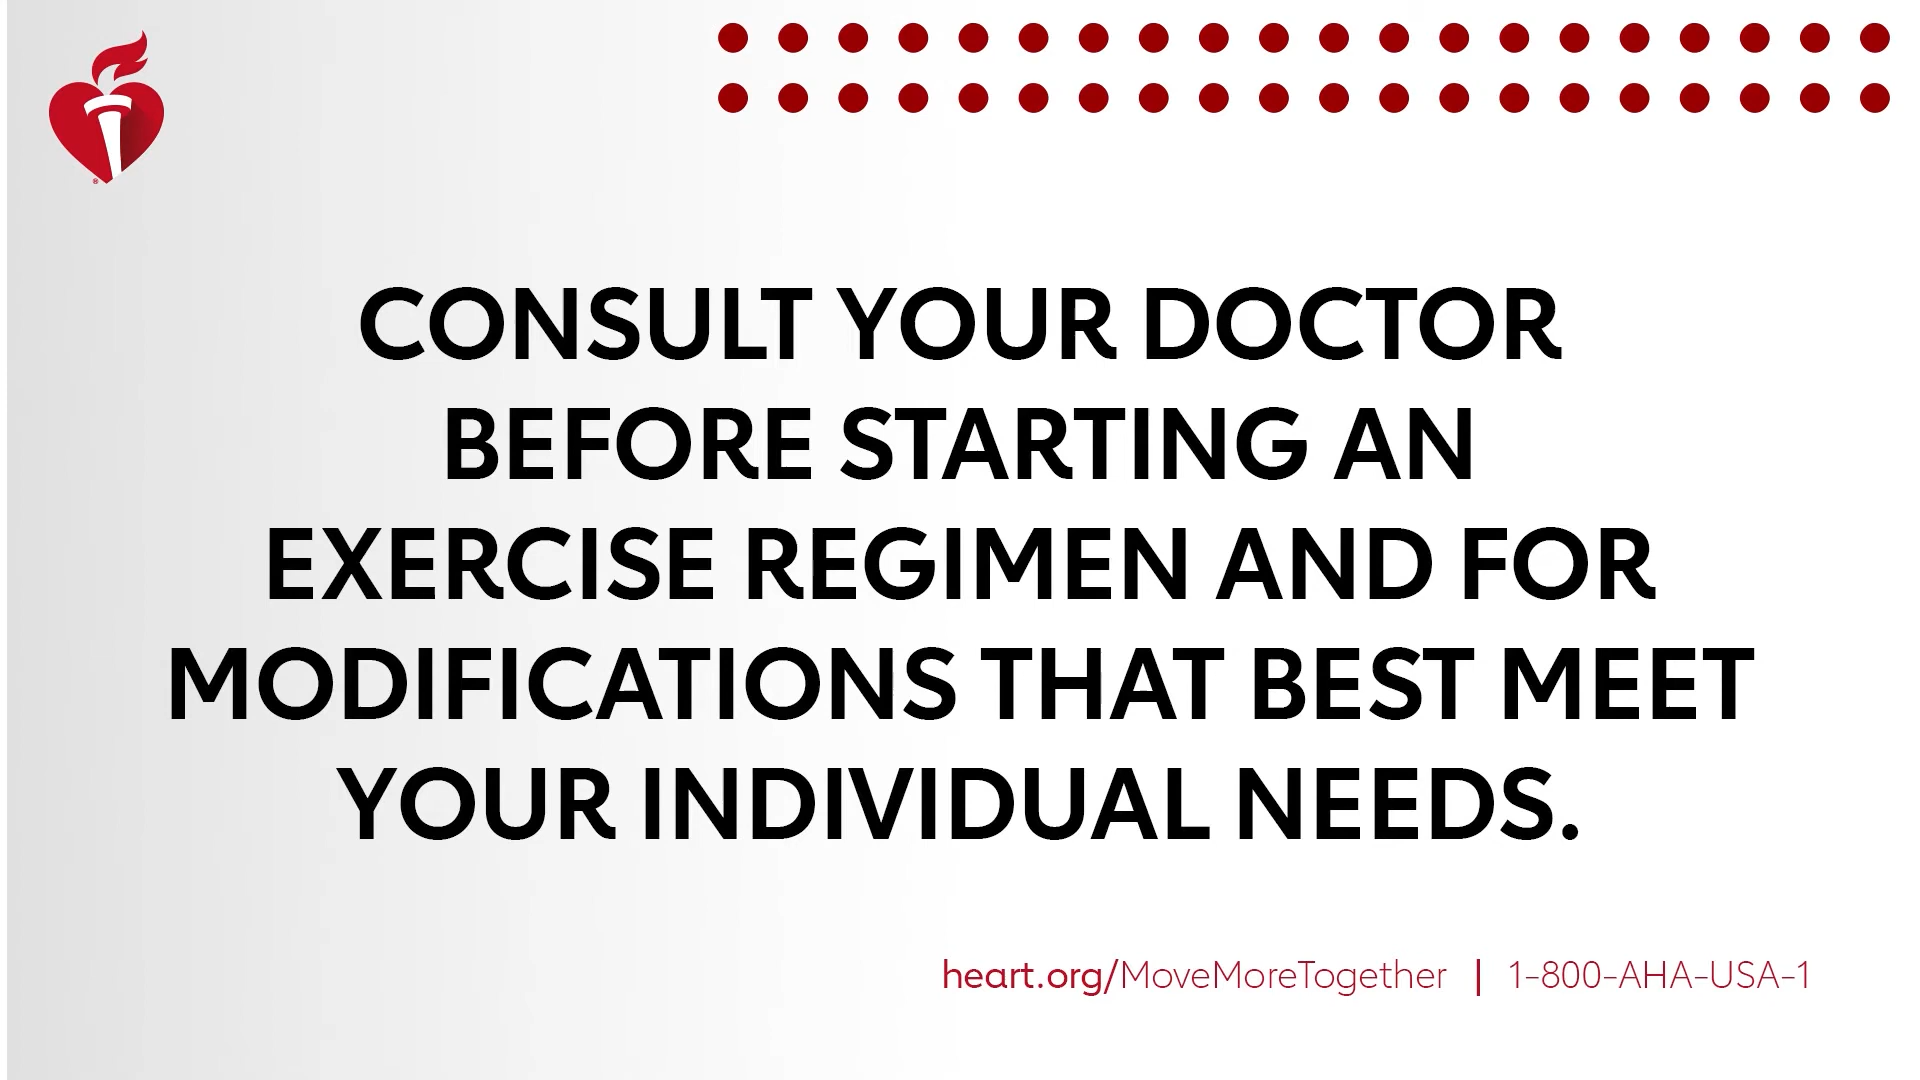 CONSULT YOUR DOCTOR
BEFORE STARTING AN
EXERCISE REGIMEN AND FOR
MODIFICATIONS THAT BEST MEET
YOUR INDIVIDUAL NEEDS.
heart.org/MoveMoreTogether | 1-800-AHA-USA-1